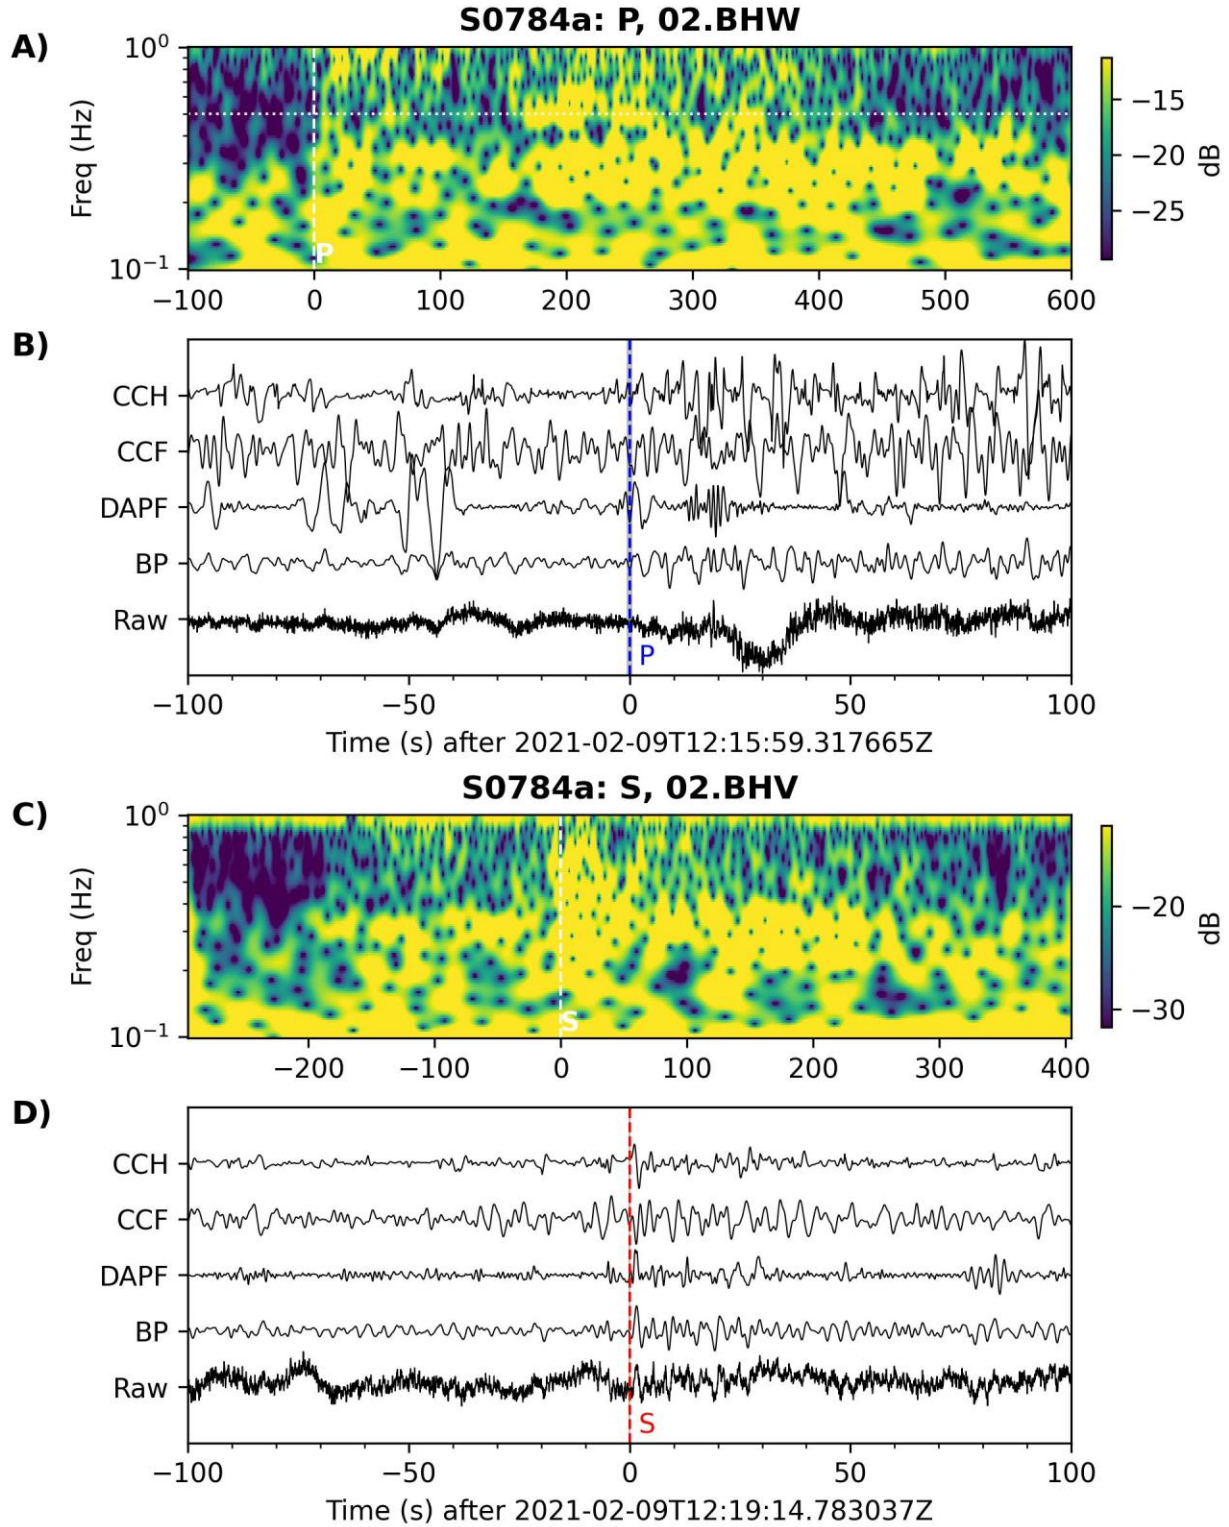 S0784a: P, 02.BHW
A)
10⁰
10⁻¹
Freq (Hz)
P
−100 0 100 200 300 400 500 600
−15
−20
−25
dB
B)
CCH
CCF
DAPF
BP
Raw
P
−100 −50 0 50 100
Time (s) after 2021-02-09T12:15:59.317665Z
S0784a: S, 02.BHV
C)
10⁰
10⁻¹
Freq (Hz)
S
−200 −100 0 100 200 300 400
−20
−30
dB
D)
CCH
CCF
DAPF
BP
Raw
S
−100 −50 0 50 100
Time (s) after 2021-02-09T12:19:14.783037Z